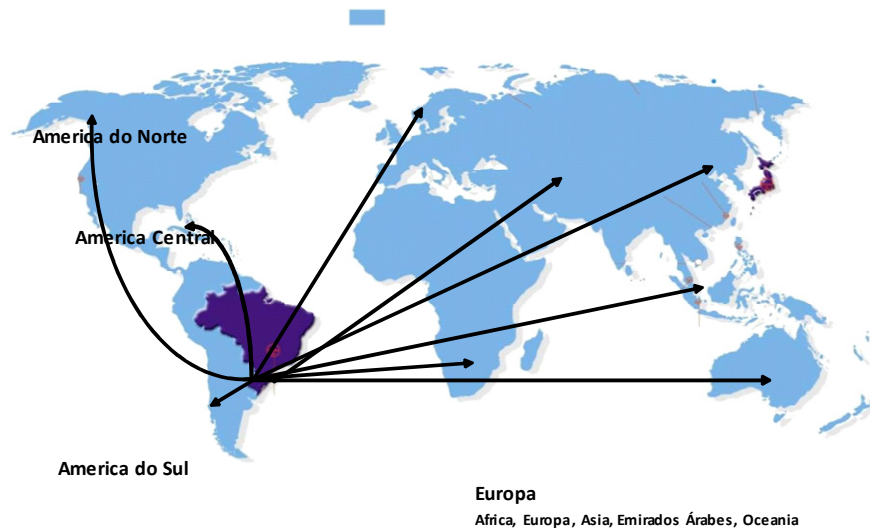 America do Norte
America Central
America do Sul
Europa
Africa, Europa, Asia, Emirados Árabes, Oceania